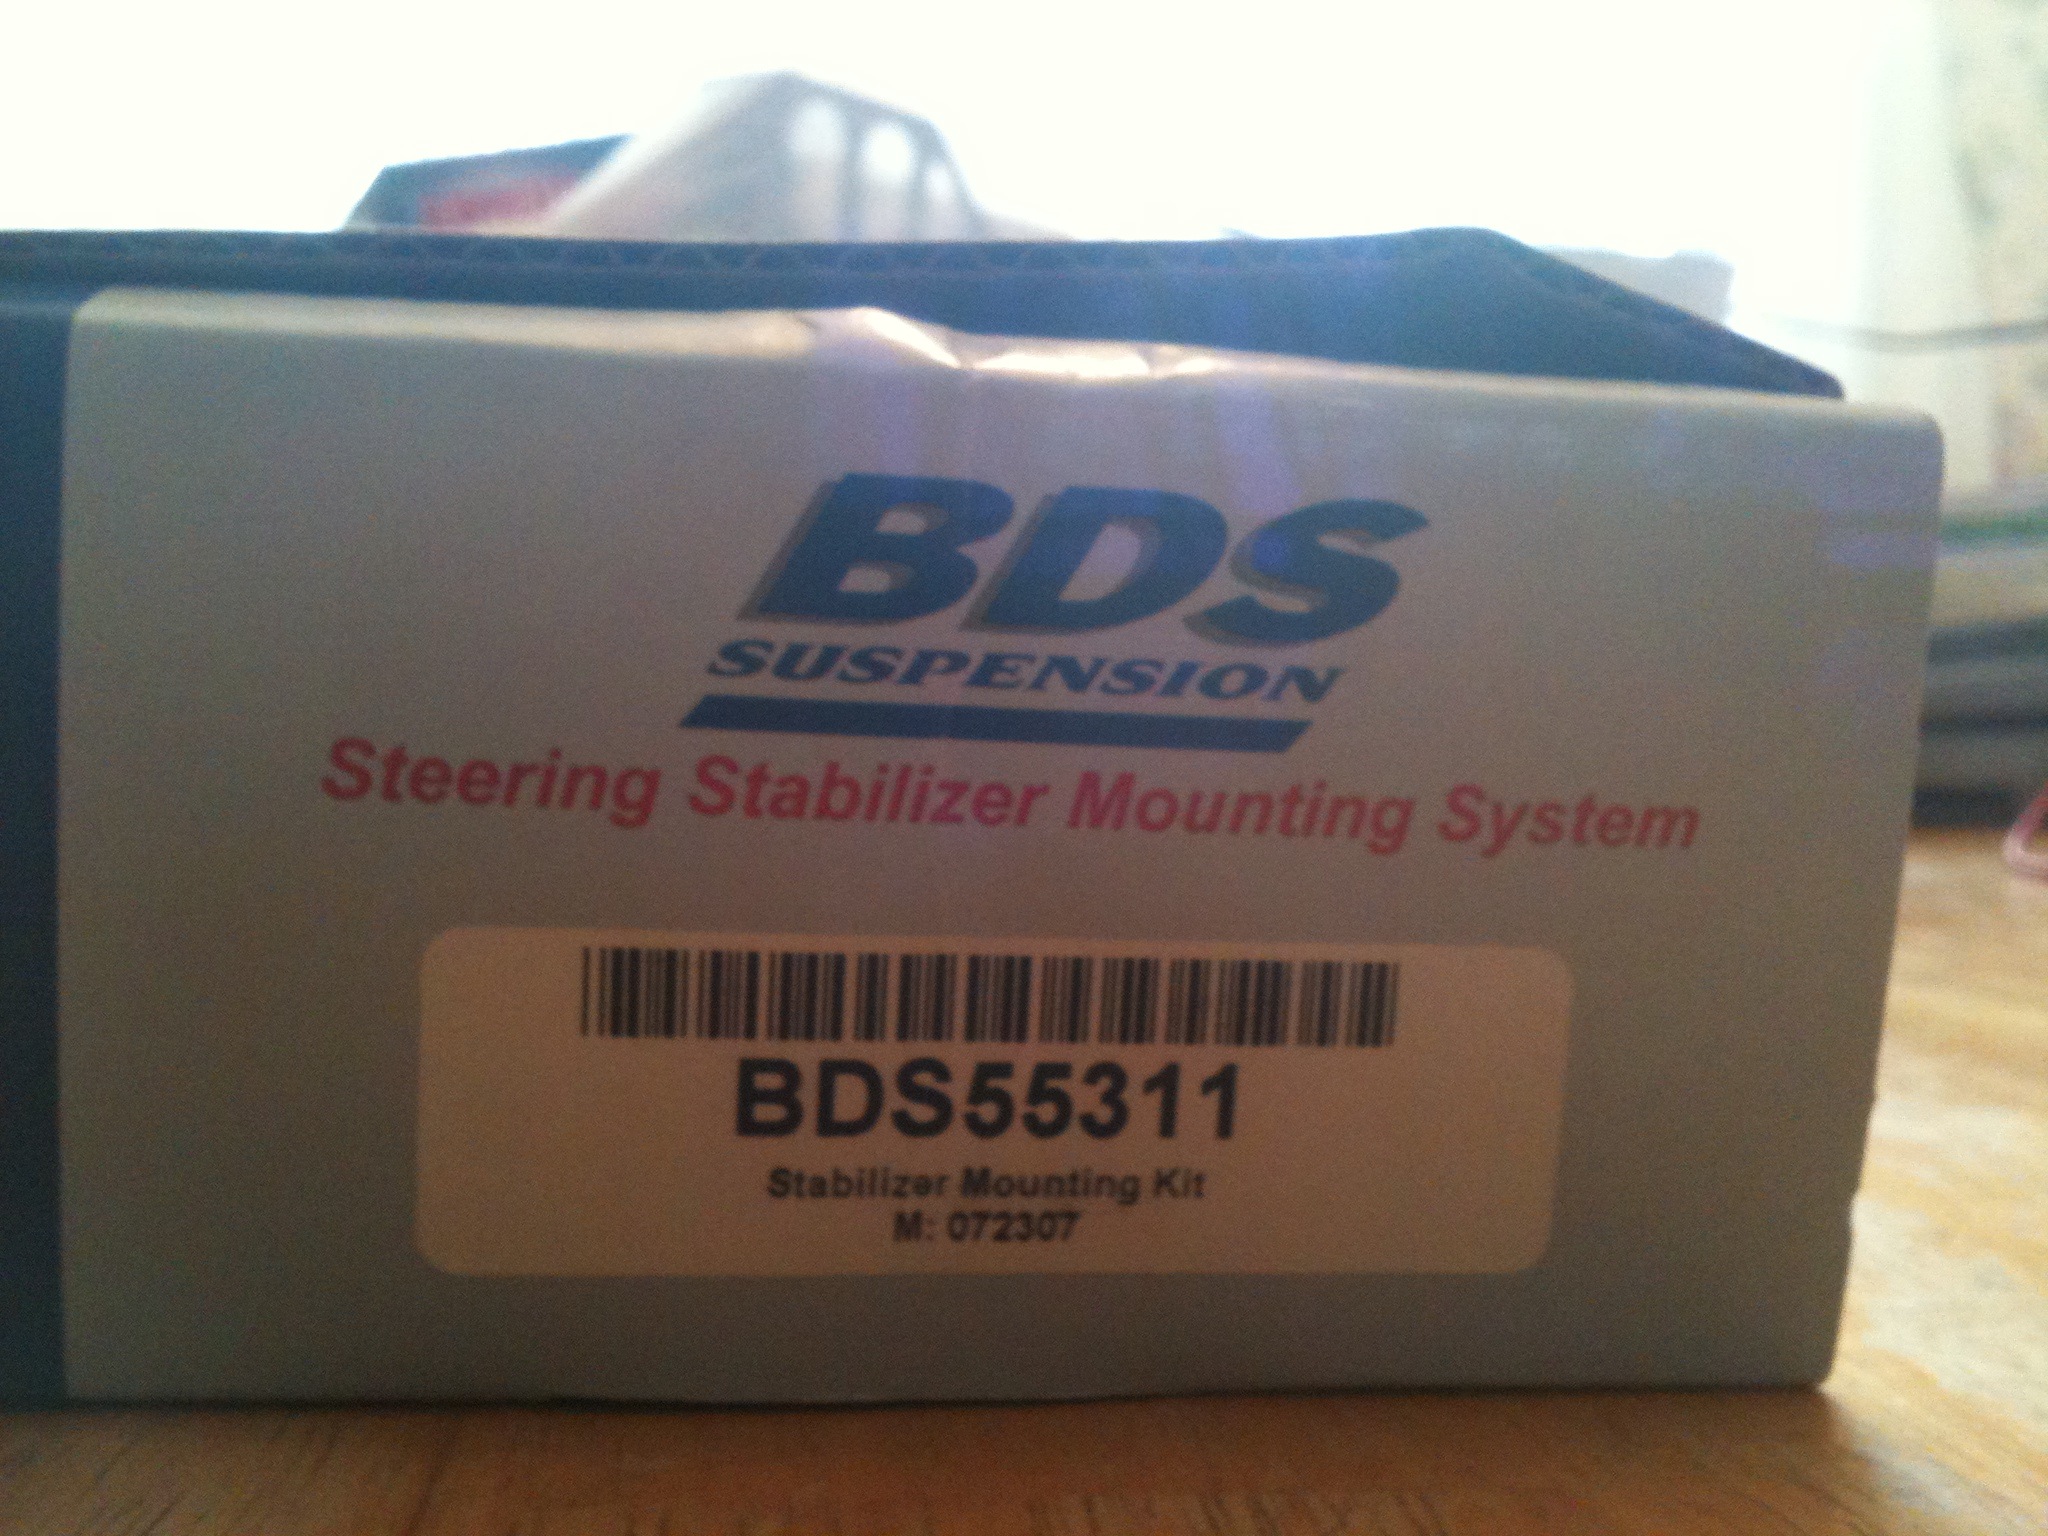 BDS
SUSPENSION
Steering Stabilizer Mounting System
BDS55311
Stabilizer Mounting Kit
M: 072307